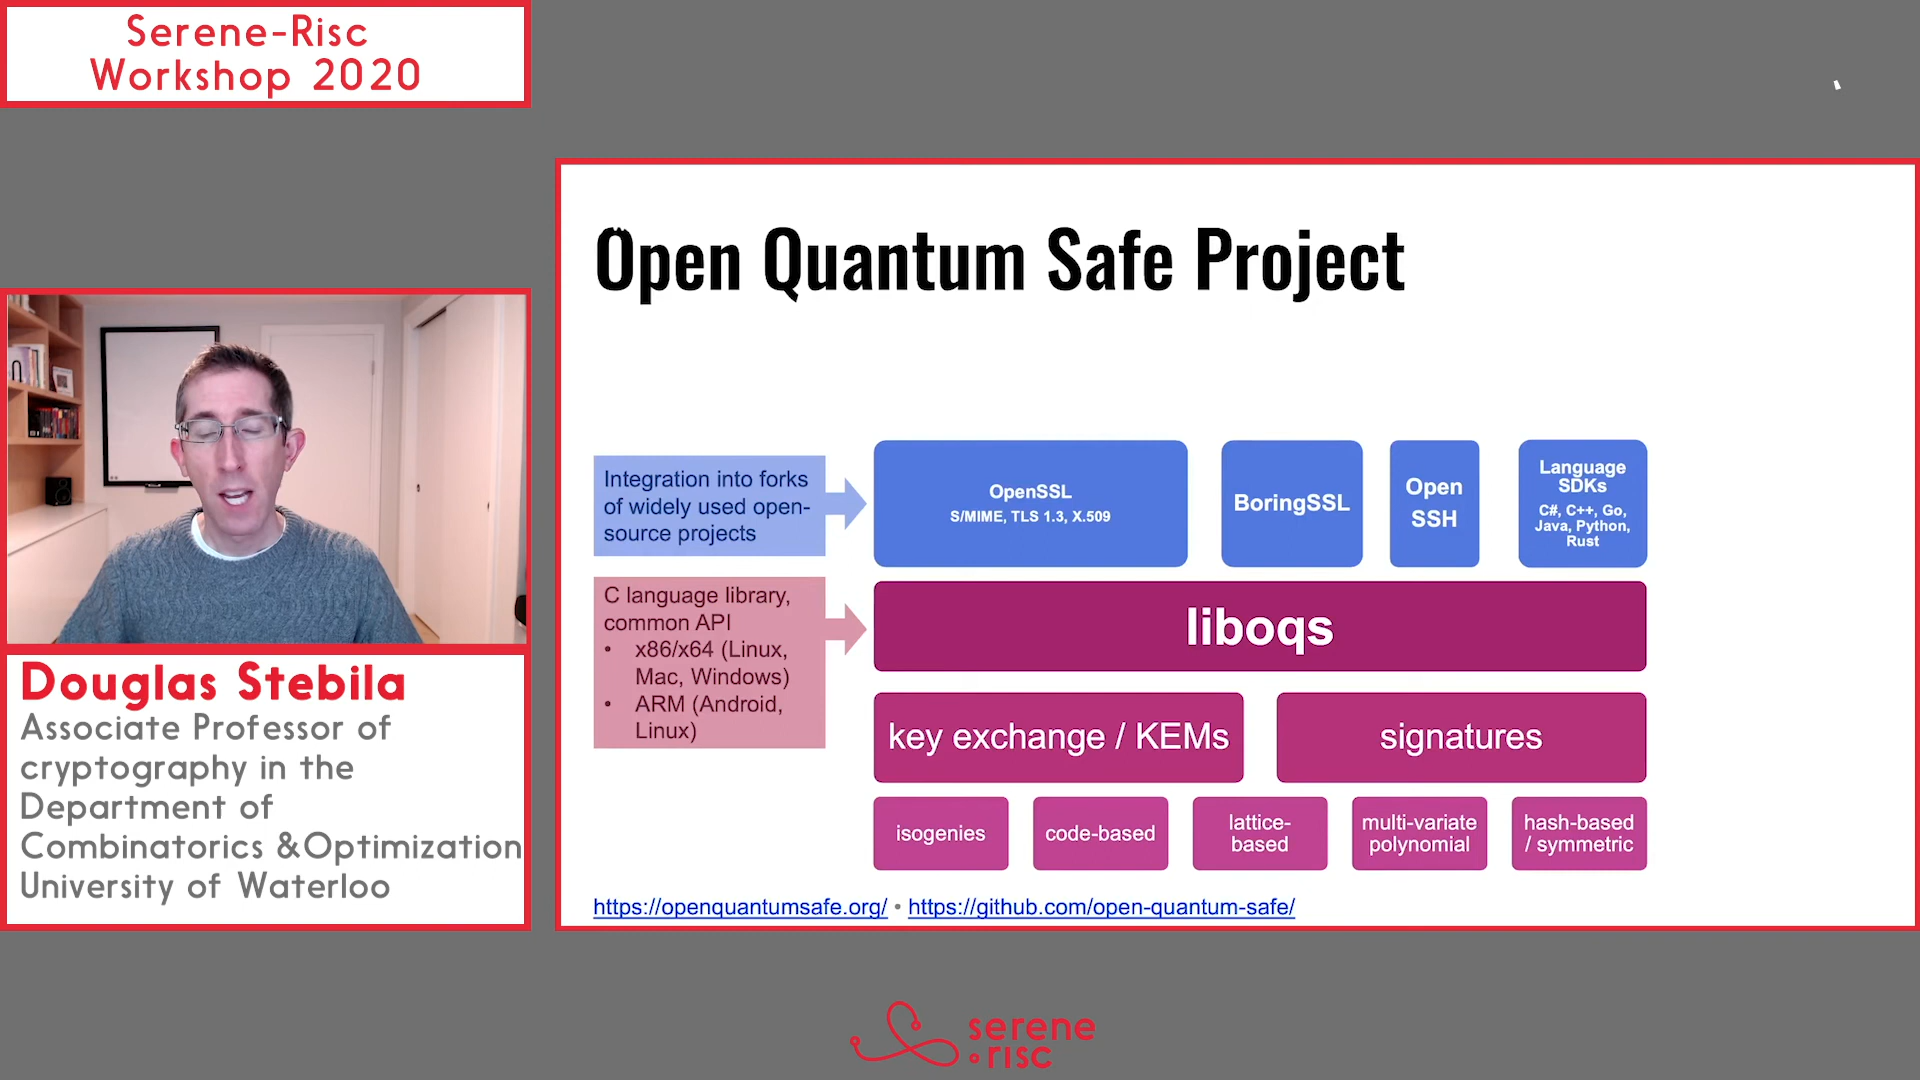 Serene-Risc
Workshop 2020
Douglas Stebila
Associate Professor of
cryptography in the
Department of
Combinatorics &Optimization
University of Waterloo
Open Quantum Safe Project
Integration into forks
of widely used open-
source projects
OpenSSL
S/MIME, TLS 1.3, X.509
BoringSSL
Open
SSH
Language
SDKs
C#, C++, Go,
Java, Python,
Rust
C language library,
common API
• x86/x64 (Linux,
Mac, Windows)
• ARM (Android,
Linux)
liboqs
key exchange / KEMs
signatures
isogenies
code-based
lattice-
based
multi-variate
polynomial
hash-based
/ symmetric
https://openquantumsafe.org/ • https://github.com/open-quantum-safe/
serene
risc